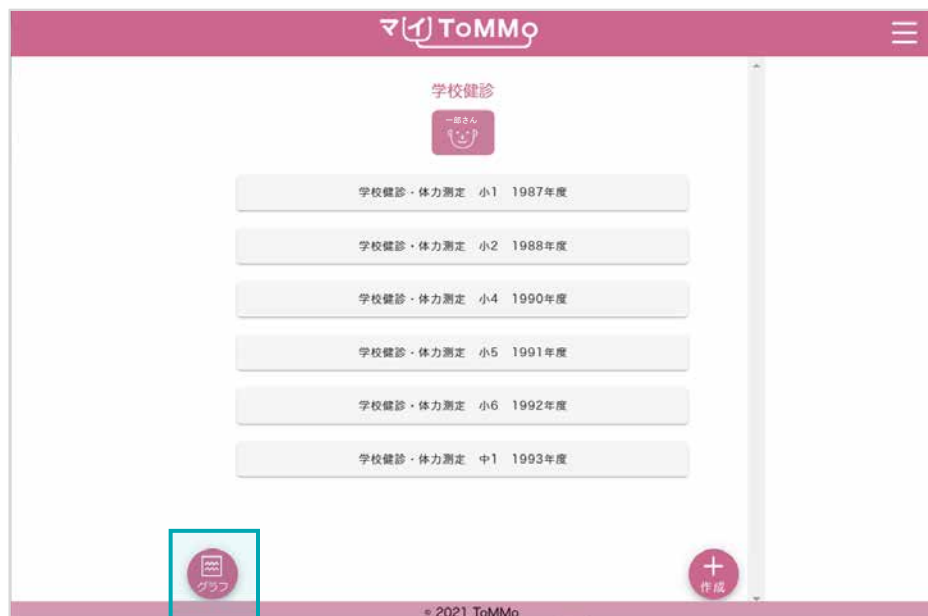 マイ ToMMo
学校健診
一郎さん
学校健診・体力測定 小1 1987年度
学校健診・体力測定 小2 1988年度
学校健診・体力測定 小4 1990年度
学校健診・体力測定 小5 1991年度
学校健診・体力測定 小6 1992年度
学校健診・体力測定 中1 1993年度
グラフ
作成
© 2021 ToMMo